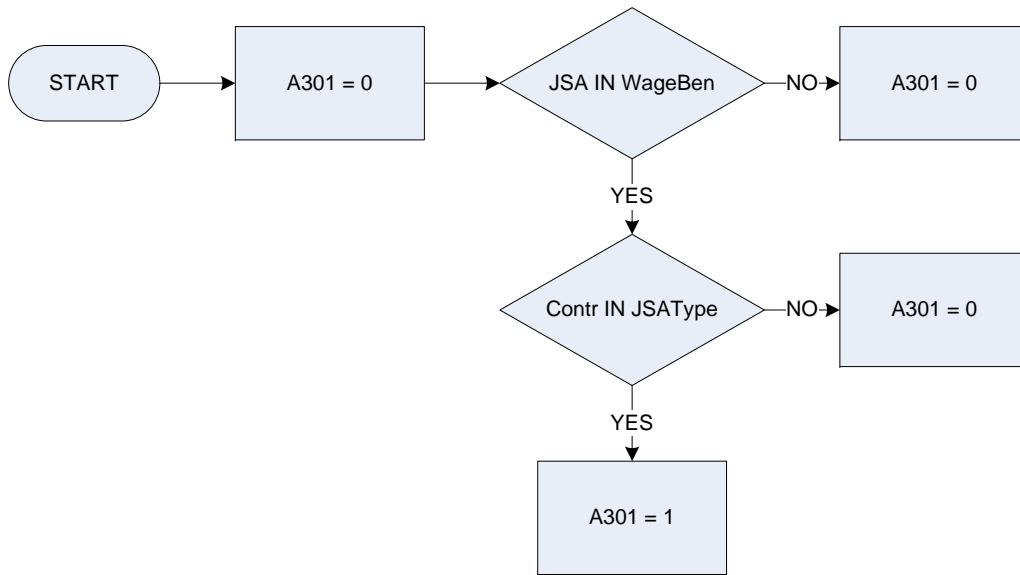 START
A301 = 0
JSA IN WageBen
NO
A301 = 0
YES
Contr IN JSAType
NO
A301 = 0
YES
A301 = 1